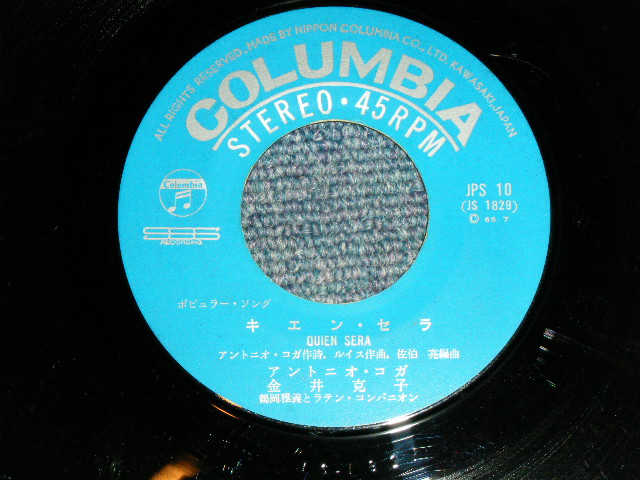 ALL RIGHTS RESERVED, MADE BY NIPPON COLUMBIA CO., LTD. KAWASAKI, JAPAN
COLUMBIA
STEREO・45RPM
Columbia
SSS
RECORDING
JPS 10
(JS 1829)
Ⓒ 65.7
ポピュラー・ソング
キエン・セラ
QUIEN SERA
アントニオ・コガ作詩, ルイス作曲, 佐伯 亮編曲
アントニオ・コガ
金井克子
鶴岡雅義とラテン・コンパニオン